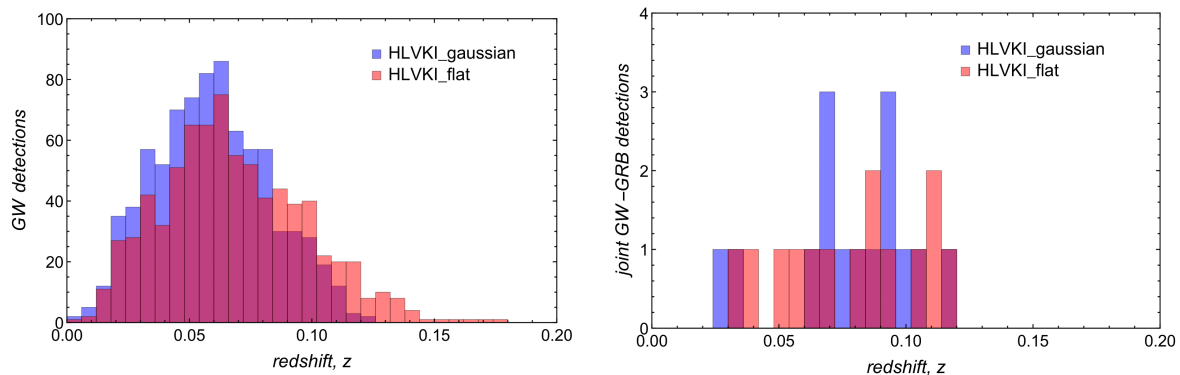 100
80
60
40
20
0
GW detections
HLVKI_gaussian
HLVKI_flat
0.00
0.05
0.10
0.15
0.20
redshift, z
4
3
2
1
0
joint GW-GRB detections
HLVKI_gaussian
HLVKI_flat
0.00
0.05
0.10
0.15
0.20
redshift, z